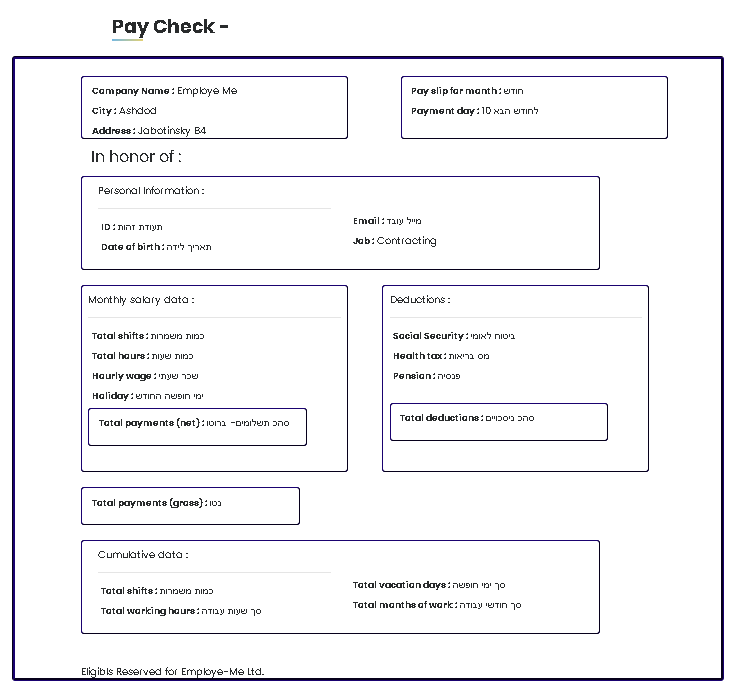 Pay Check -
Company Name : Employe Me
City : Ashdod
Address : Jabotinsky 84
Pay slip for month : חודש
Payment day : 10 לחודש הבא
In honor of :
Personal Information :
ID : תעודת זהות
Date of birth : תאריך לידה
Email : מייל עובד
Job : Contracting
Monthly salary data :
Total shifts : כמות משמרות
Total hours : כמות שעות
Hourly wage : שכר שעתי
Holiday : ימי חופשה החודש
Total payments (net) : סהכ תשלומים- ברוטו
Deductions :
Social Security : ביטוח לאומי
Health tax : מס בריאות
Pension : פנסיה
Total deductions : סהכ ניכויים
Total payments (gross) : נטו
Cumulative data :
Total shifts : כמות משמרות
Total working hours : סך שעות עבודה
Total vacation days : סך ימי חופשה
Total months of work : סך חודשי עבודה
Eligibls Reserved for Employe-Me Ltd.